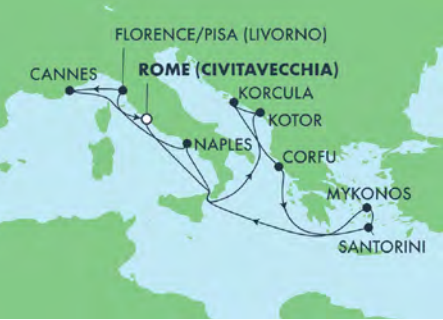 FLORENCE/PISA (LIVORNO)
CANNES
ROME (CIVITAVECCHIA)
KORCULA
KOTOR
NAPLES
CORFU
MYKONOS
SANTORINI